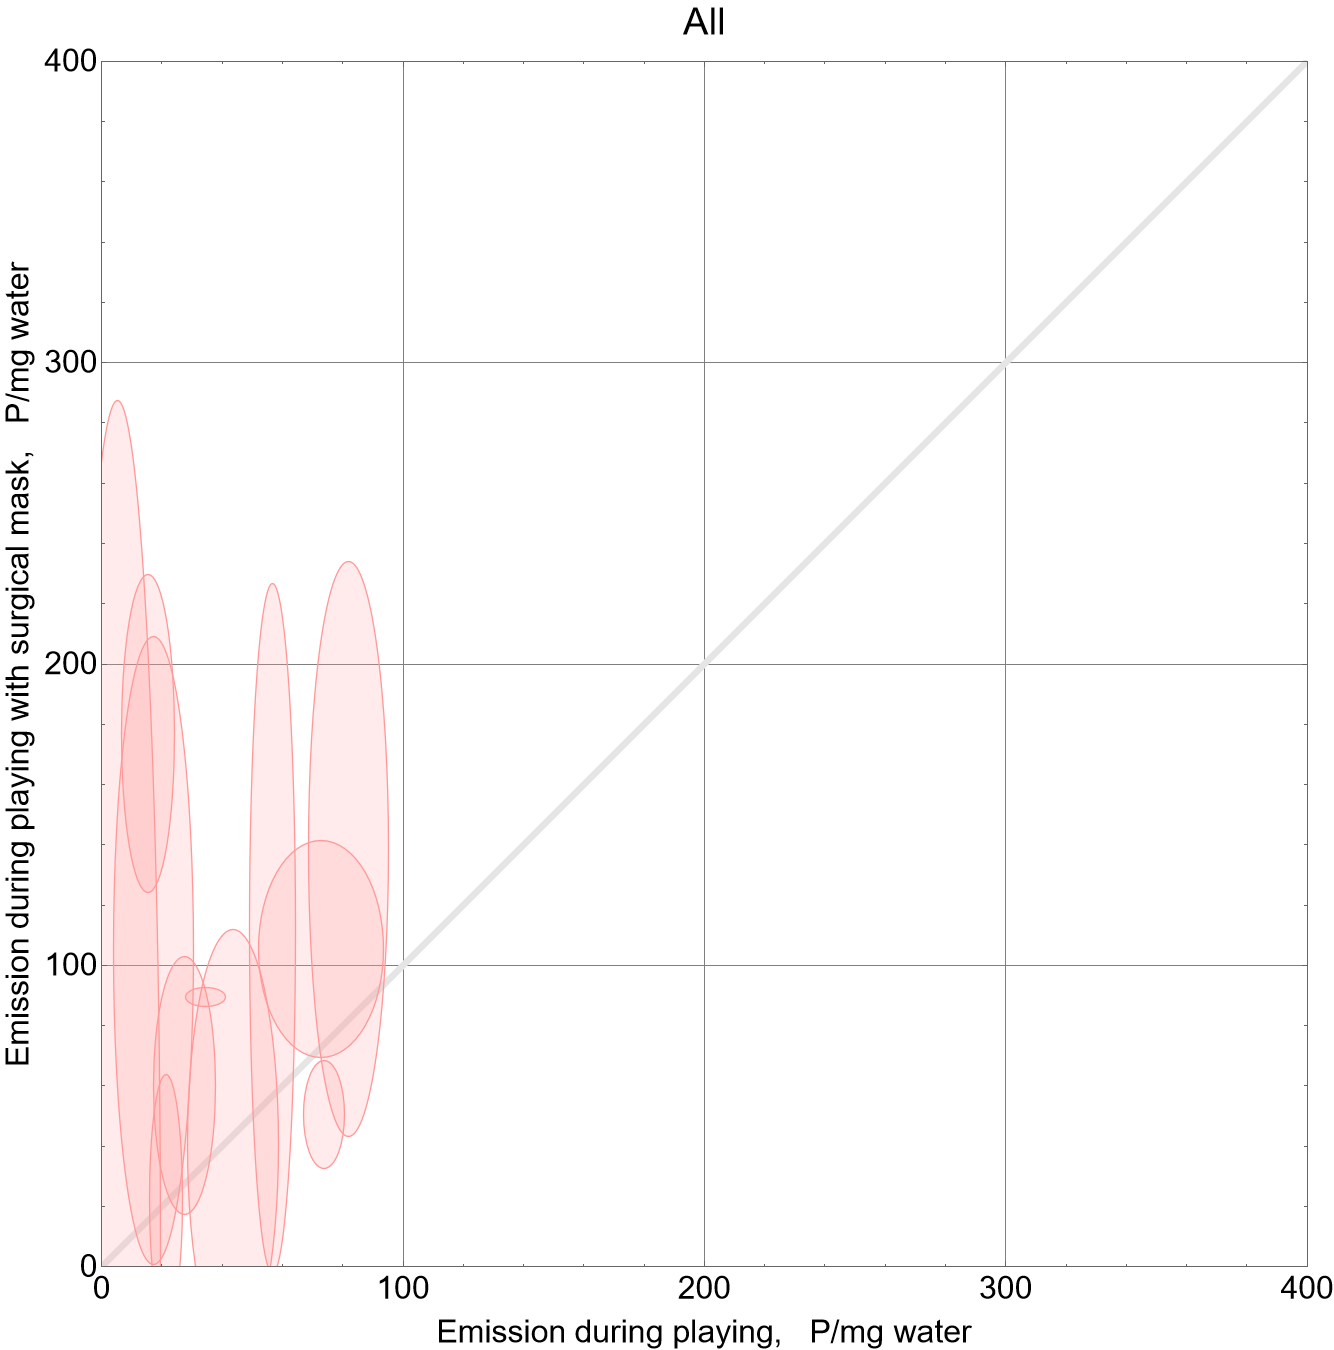 All
400
300
200
100
0
Emission during playing with surgical mask, P/mg water
0 100 200 300 400
Emission during playing, P/mg water